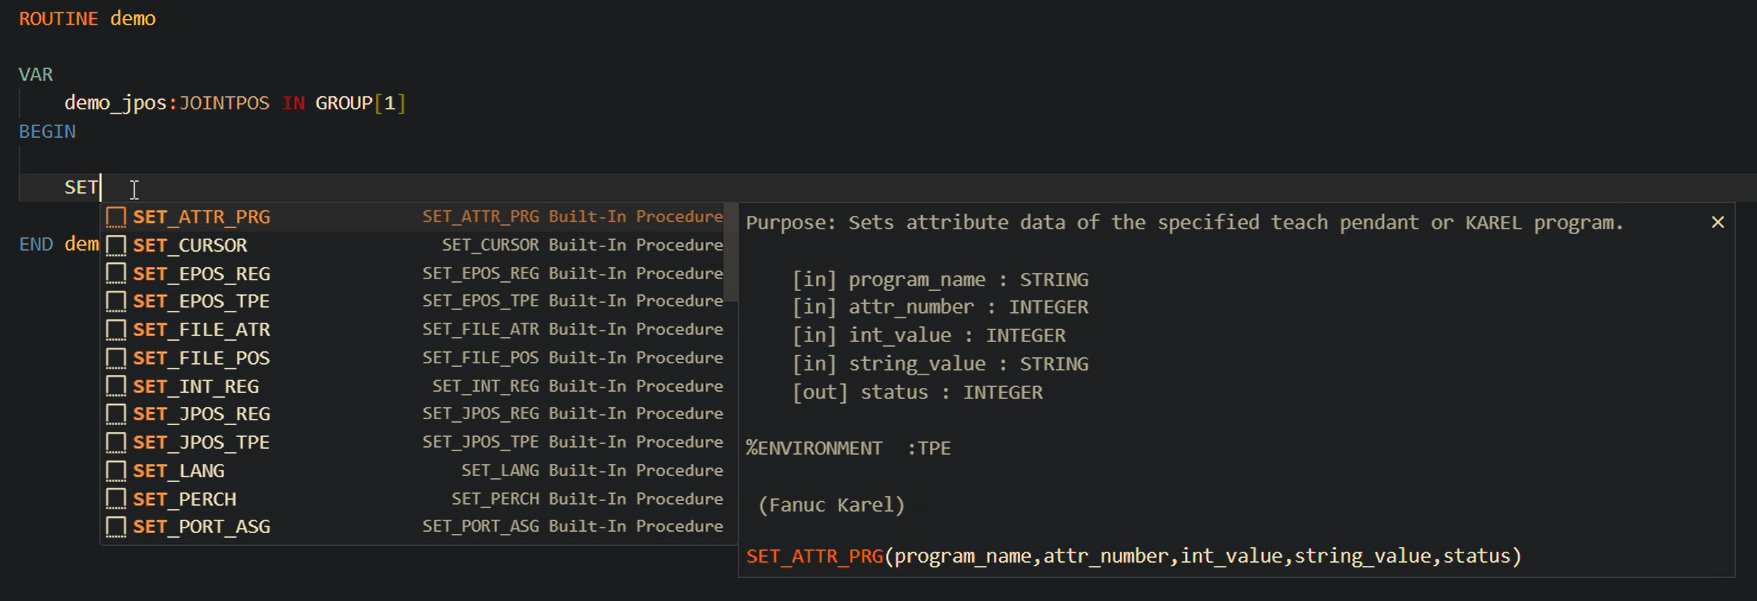 ROUTINE demo
VAR
demo_jpos:JOINTPOS IN GROUP[1]
BEGIN
SET
END dem
SET_ATTR_PRG SET_ATTR_PRG Built-In Procedure
SET_CURSOR SET_CURSOR Built-In Procedure
SET_EPOS_REG SET_EPOS_REG Built-In Procedure
SET_EPOS_TPE SET_EPOS_TPE Built-In Procedure
SET_FILE_ATR SET_FILE_ATR Built-In Procedure
SET_FILE_POS SET_FILE_POS Built-In Procedure
SET_INT_REG SET_INT_REG Built-In Procedure
SET_JPOS_REG SET_JPOS_REG Built-In Procedure
SET_JPOS_TPE SET_JPOS_TPE Built-In Procedure
SET_LANG SET_LANG Built-In Procedure
SET_PERCH SET_PERCH Built-In Procedure
SET_PORT_ASG SET_PORT_ASG Built-In Procedure
Purpose: Sets attribute data of the specified teach pendant or KAREL program.
[in] program_name : STRING
[in] attr_number : INTEGER
[in] int_value : INTEGER
[in] string_value : STRING
[out] status : INTEGER
%ENVIRONMENT :TPE
(Fanuc Karel)
SET_ATTR_PRG(program_name,attr_number,int_value,string_value,status)